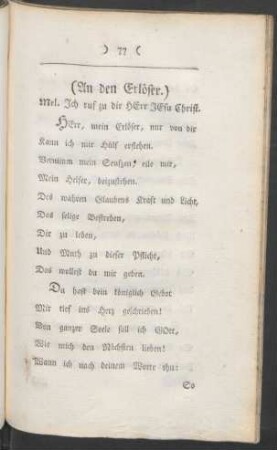 ) 77 (
(An den Erlöser.)
Mel. Ich ruf zu dir HErr JEsu Christ.
HErr, mein Erlöser, nur von dir
Kann ich mir Hülf erflehen.
Vernimm mein Seufzen! eile mir,
Mein Helfer, beizustehen.
Des wahren Glaubens Kraft und Licht,
Das selige Bestreben,
Dir zu leben,
Und Muth zu dieser Pflicht,
Das wollest du mir geben.
Du hast dein königlich Gebot
Mir tief ins Herz geschrieben!
Von ganzer Seele soll ich GOtt,
Wie mich den Nächsten lieben!
Wann ich nach deinem Worte thu:
So